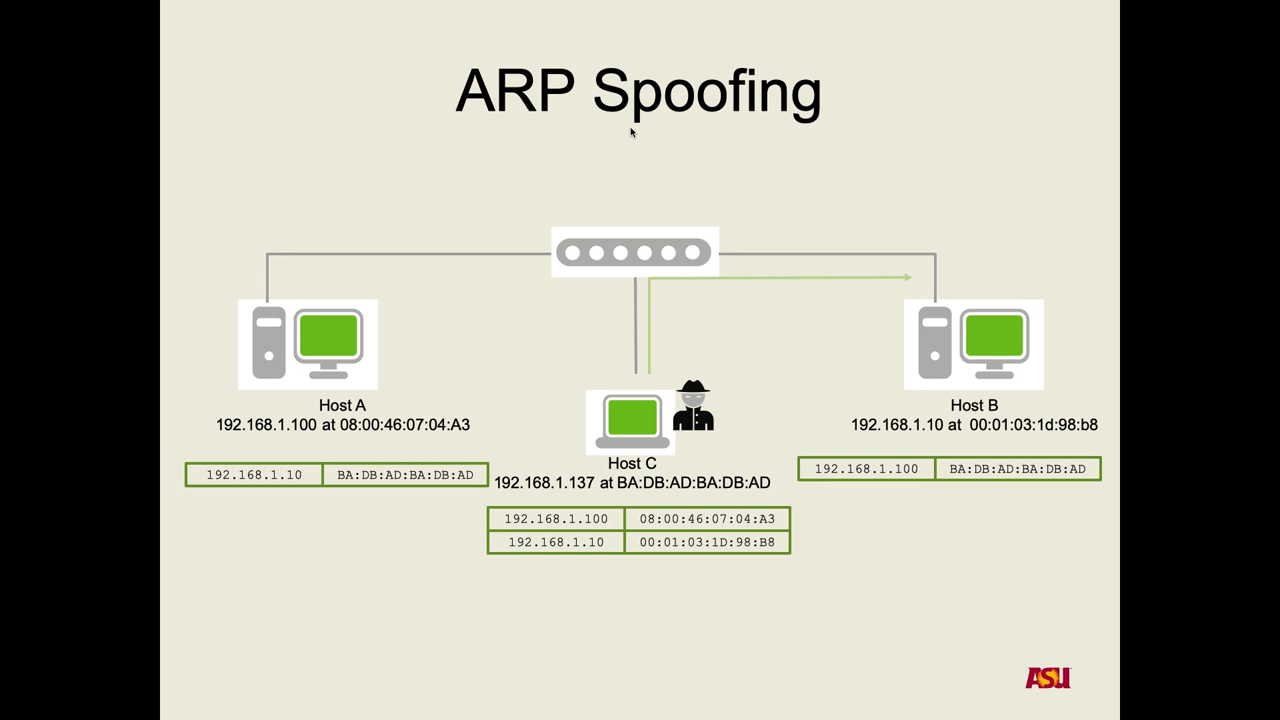 ARP Spoofing
Host A
192.168.1.100 at 08:00:46:07:04:A3
Host B
192.168.1.10 at 00:01:03:1d:98:b8
192.168.1.10 BA:DB:AD:BA:DB:AD
Host C
192.168.1.137 at BA:DB:AD:BA:DB:AD
192.168.1.100 BA:DB:AD:BA:DB:AD
192.168.1.100 08:00:46:07:04:A3
192.168.1.10 00:01:03:1D:98:B8
ASU